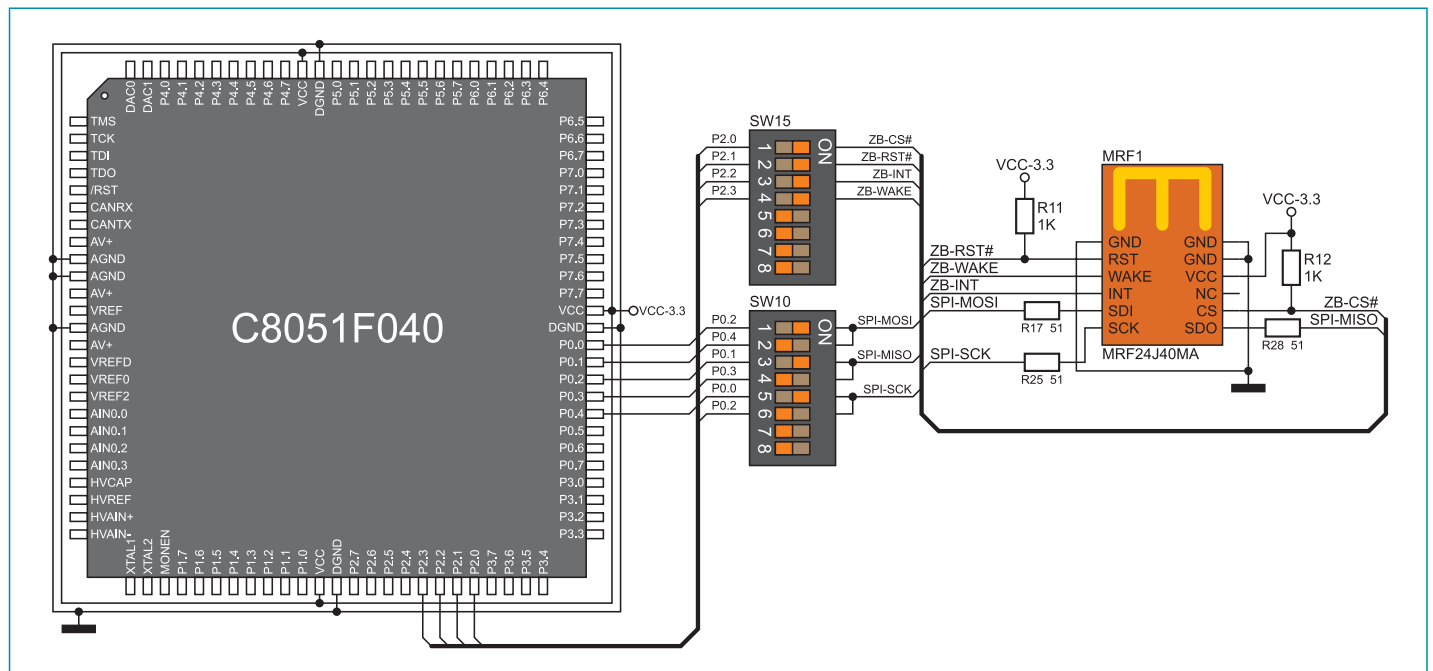 DAC0
DAC1
P4.0
P4.1
P4.2
P4.3
P4.4
P4.5
P4.6
P4.7
VCC
DGND
P5.0
P5.1
P5.2
P5.3
P5.4
P5.5
P5.6
P5.7
P6.0
P6.1
P6.2
P6.3
P6.4
TMS
TCK
TDI
TDO
/RST
CANRX
CANTX
AV+
AGND
AGND
AV+
VREF
AGND
AV+
VREFD
VREF0
VREF2
AIN0.0
AIN0.1
AIN0.2
AIN0.3
HVCAP
HVREF
HVAIN+
HVAIN-
C8051F040
P6.5
P6.6
P6.7
P7.0
P7.1
P7.2
P7.3
P7.4
P7.5
P7.6
P7.7
VCC
DGND
P0.0
P0.1
P0.2
P0.3
P0.4
P0.5
P0.6
P0.7
P3.0
P3.1
P3.2
P3.3
XTAL1
XTAL2
MONEN
P1.7
P1.6
P1.5
P1.4
P1.3
P1.2
P1.1
P1.0
VCC
DGND
P2.7
P2.6
P2.5
P2.4
P2.3
P2.2
P2.1
P2.0
P3.7
P3.6
P3.5
P3.4
VCC-3.3
SW15
P2.0
P2.1
P2.2
P2.3
1
2
3
4
5
6
7
8
ON
ZB-CS#
ZB-RST#
ZB-INT
ZB-WAKE
SW10
P0.2
P0.4
P0.1
P0.3
P0.0
P0.2
1
2
3
4
5
6
7
8
ON
SPI-MOSI
SPI-MISO
SPI-SCK
VCC-3.3
R11
1K
ZB-RST#
ZB-WAKE
ZB-INT
SPI-MOSI
R17 51
SPI-SCK
R25 51
MRF1
GND
RST
WAKE
INT
SDI
SCK
GND
GND
VCC
NC
CS
SDO
MRF24J40MA
VCC-3.3
R12
1K
ZB-CS#
SPI-MISO
R28 51